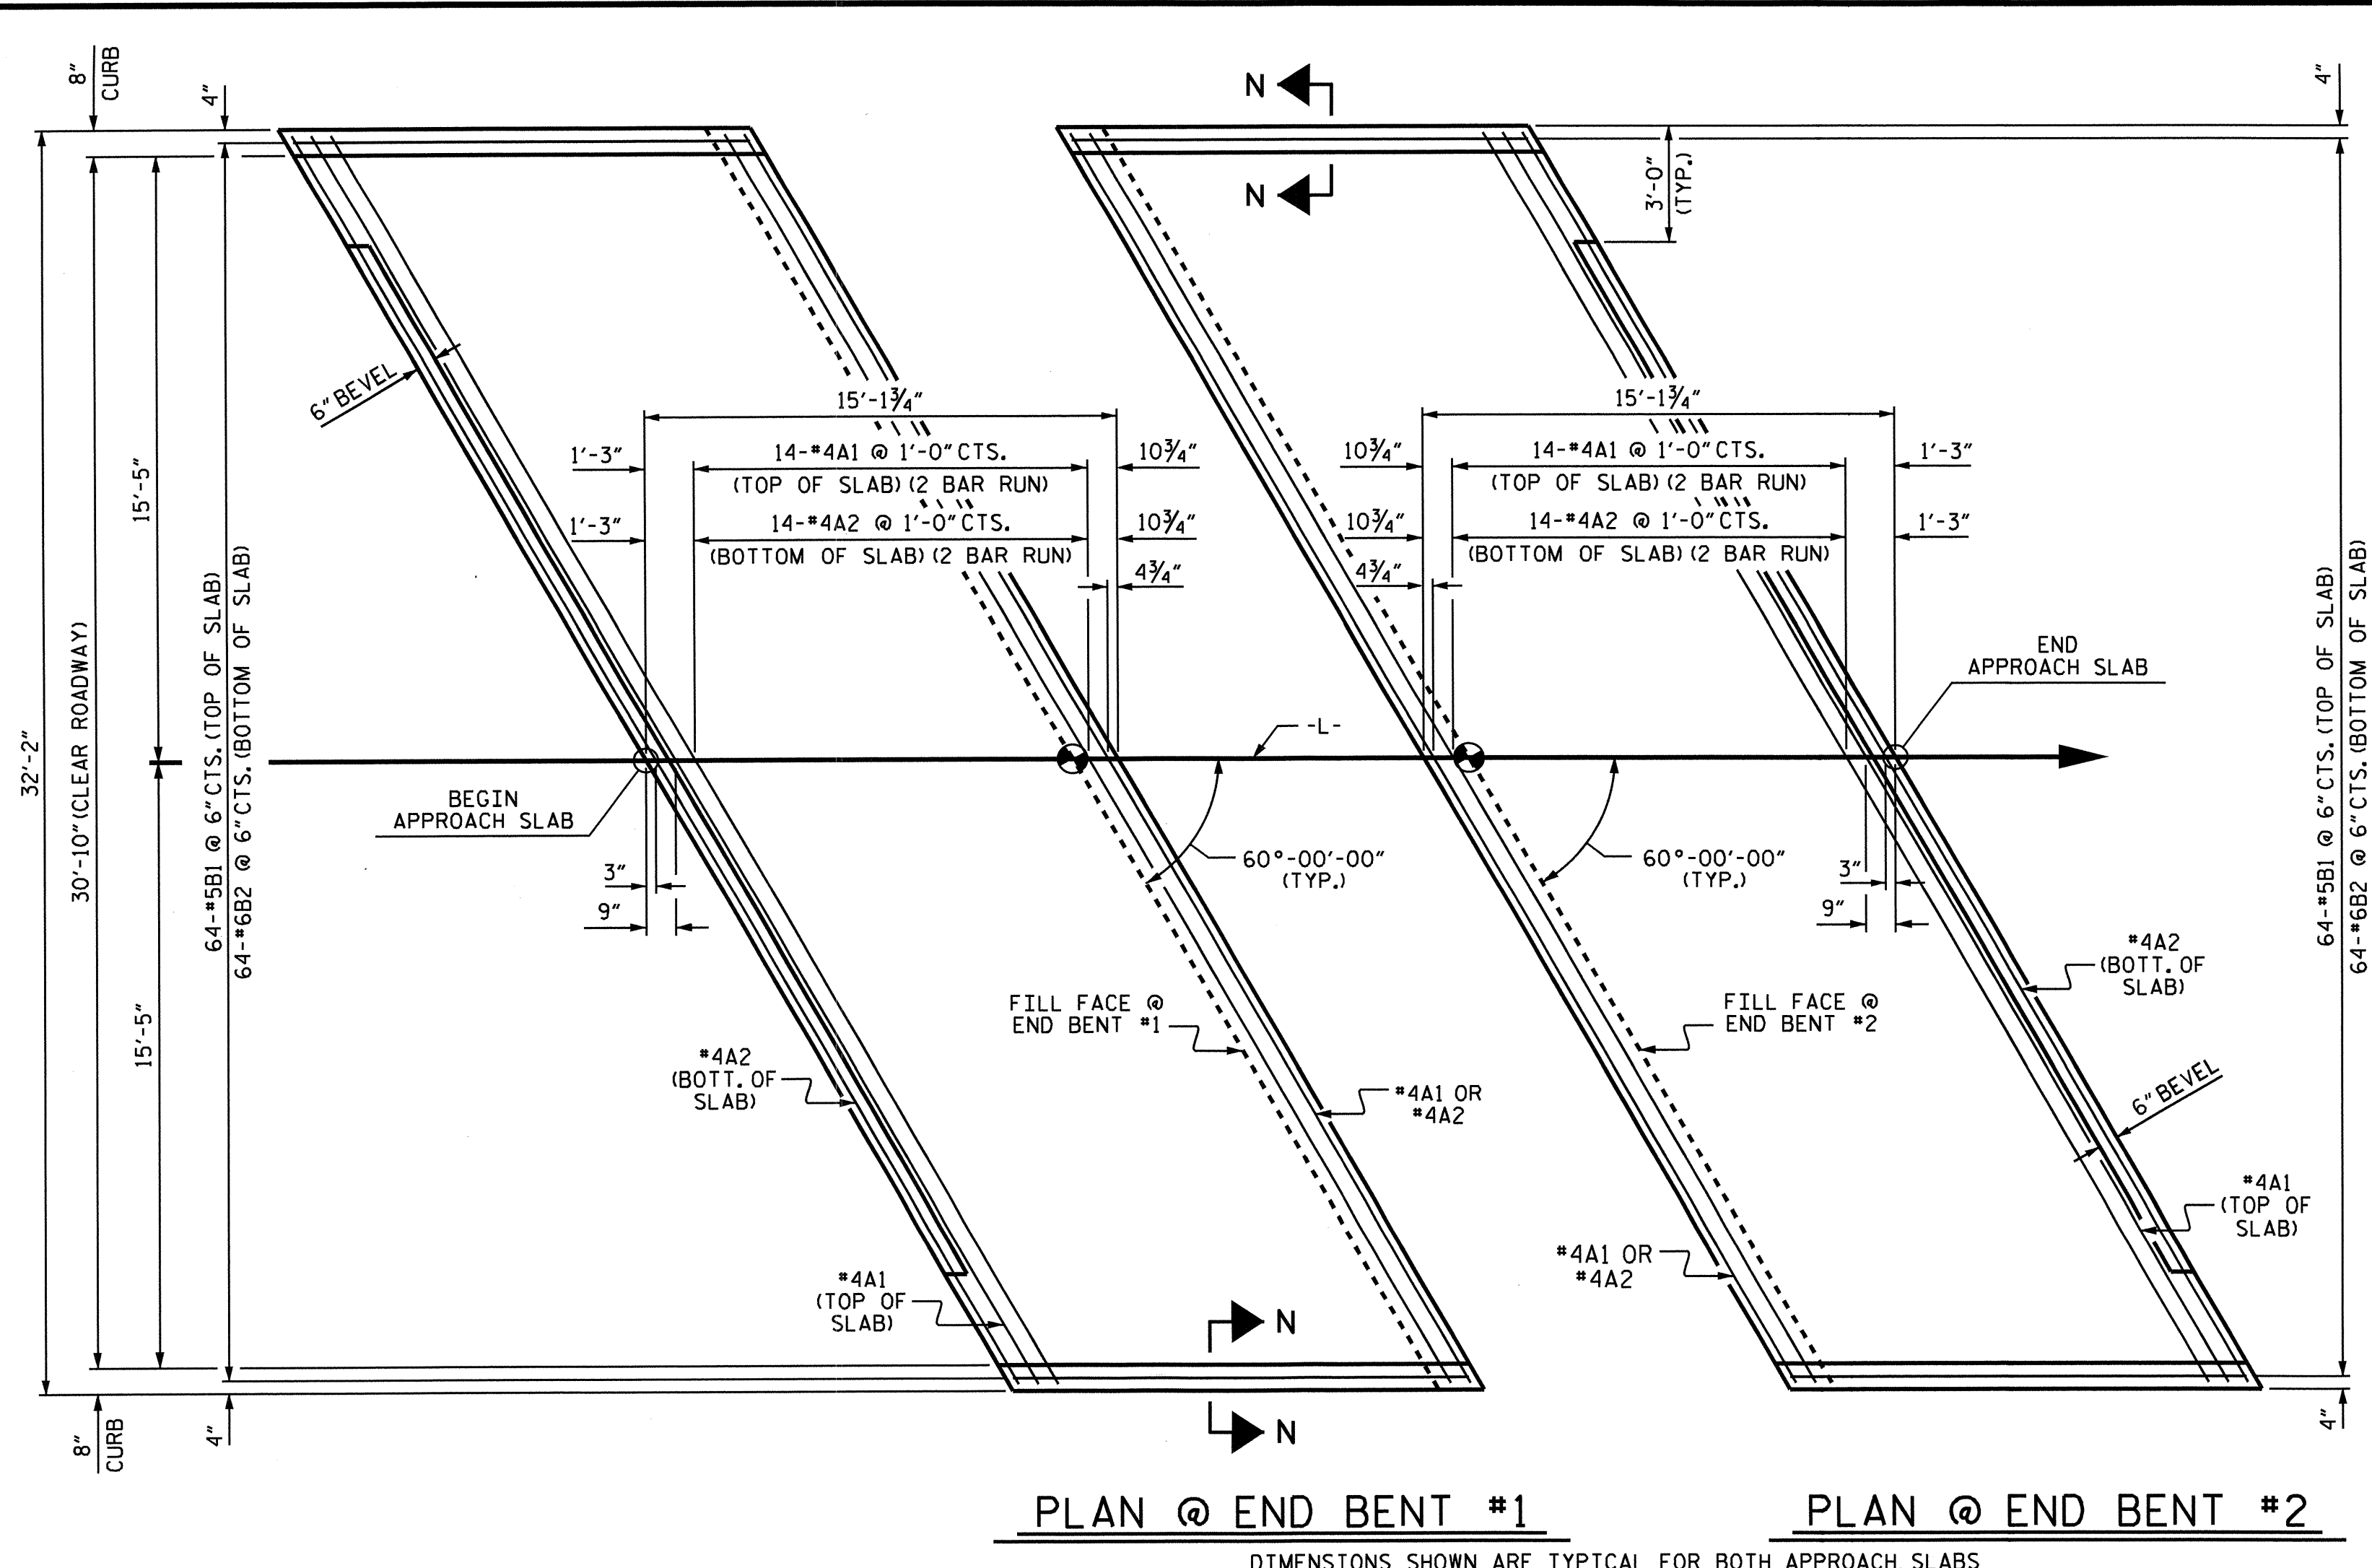 8" CURB
4"
32'-2"
30'-10" (CLEAR ROADWAY)
15'-5"
15'-5"
64-#5B1 @ 6" CTS. (TOP OF SLAB)
64-#6B2 @ 6" CTS. (BOTTOM OF SLAB)
8" CURB
4"
6" BEVEL
15'-1¾"
1'-3"
14-#4A1 @ 1'-0" CTS.
(TOP OF SLAB) (2 BAR RUN)
10¾"
1'-3"
14-#4A2 @ 1'-0" CTS.
(BOTTOM OF SLAB) (2 BAR RUN)
10¾"
4¾"
BEGIN
APPROACH SLAB
3"
9"
60°-00'-00"
(TYP.)
FILL FACE @
END BENT #1
#4A2
(BOTT. OF
SLAB)
#4A1 OR
#4A2
#4A1
(TOP OF
SLAB)
N
N
N
N
-L-
3'-0"
(TYP.)
4"
15'-1¾"
10¾"
14-#4A1 @ 1'-0" CTS.
(TOP OF SLAB) (2 BAR RUN)
1'-3"
10¾"
14-#4A2 @ 1'-0" CTS.
(BOTTOM OF SLAB) (2 BAR RUN)
1'-3"
4¾"
END
APPROACH SLAB
60°-00'-00"
(TYP.)
3"
9"
FILL FACE @
END BENT #2
#4A2
(BOTT. OF
SLAB)
6" BEVEL
#4A1
(TOP OF
SLAB)
#4A1 OR
#4A2
64-#5B1 @ 6" CTS. (TOP OF SLAB)
64-#6B2 @ 6" CTS. (BOTTOM OF SLAB)
4"
PLAN @ END BENT #1
PLAN @ END BENT #2
DIMENSIONS SHOWN ARE TYPICAL FOR BOTH APPROACH SLABS